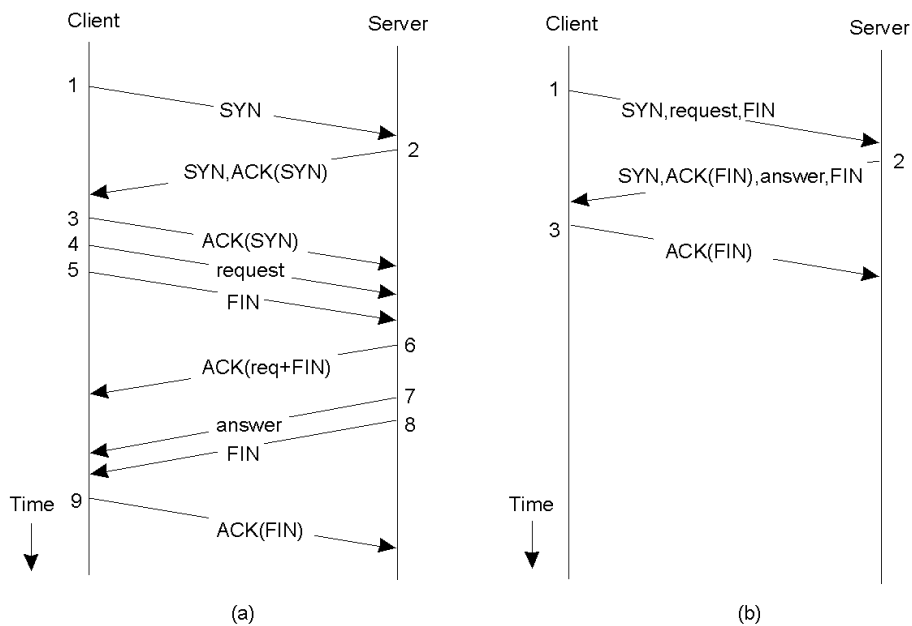 Client
Server
1
SYN
2
SYN,ACK(SYN)
3
ACK(SYN)
4
request
5
FIN
6
ACK(req+FIN)
7
answer
8
FIN
9
Time
ACK(FIN)
(a)
Client
Server
1
SYN,request,FIN
2
SYN,ACK(FIN),answer,FIN
3
ACK(FIN)
Time
(b)